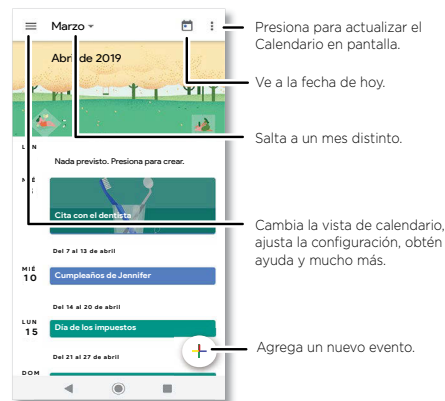 Marzo
Presiona para actualizar el
Calendario en pantalla.
Abril de 2019
Ve a la fecha de hoy.
Salta a un mes distinto.
LUN
Nada previsto. Presiona para crear.
Cita con el dentista
Cambia la vista de calendario,
ajusta la configuración, obtén
ayuda y mucho más.
Del 7 al 13 de abril
MIÉ
10
Cumpleaños de Jennifer
Del 14 al 20 de abril
LUN
15
Día de los impuestos
Agrega un nuevo evento.
Del 21 al 27 de abril
DOM